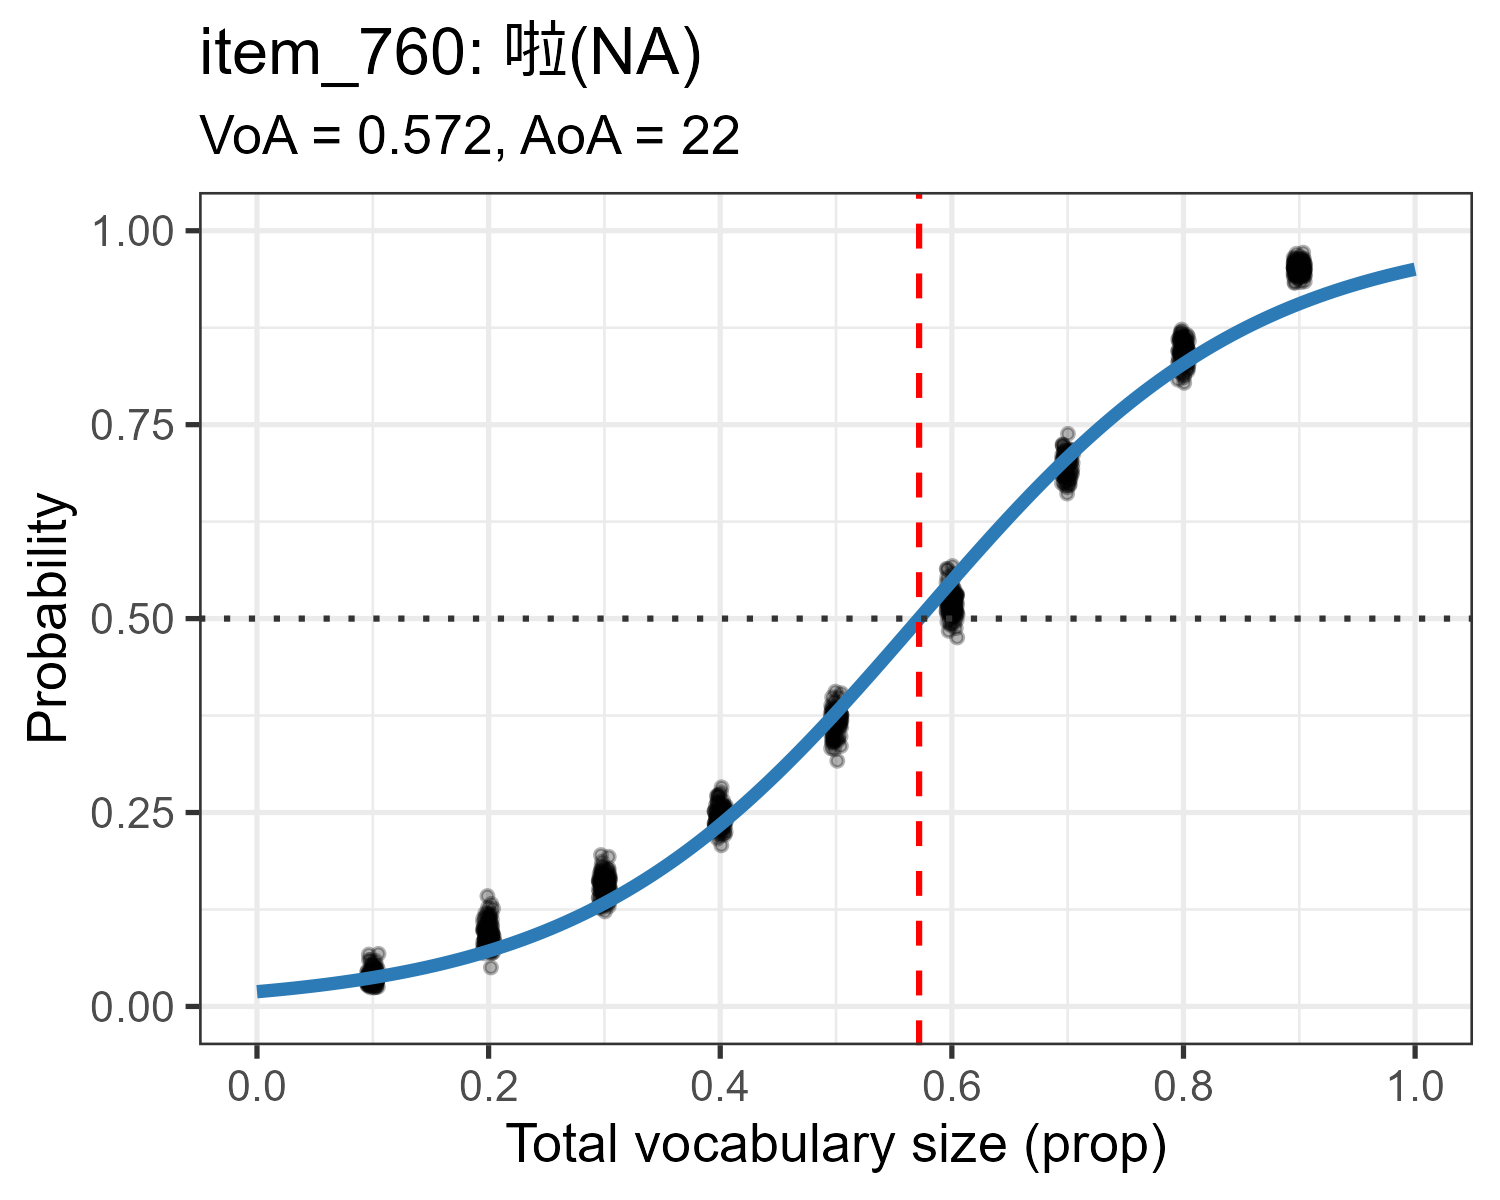 item_760: 啦(NA)
VoA = 0.572, AoA = 22
1.00
0.75
0.50
0.25
0.00
Probability
0.0 0.2 0.4 0.6 0.8 1.0
Total vocabulary size (prop)